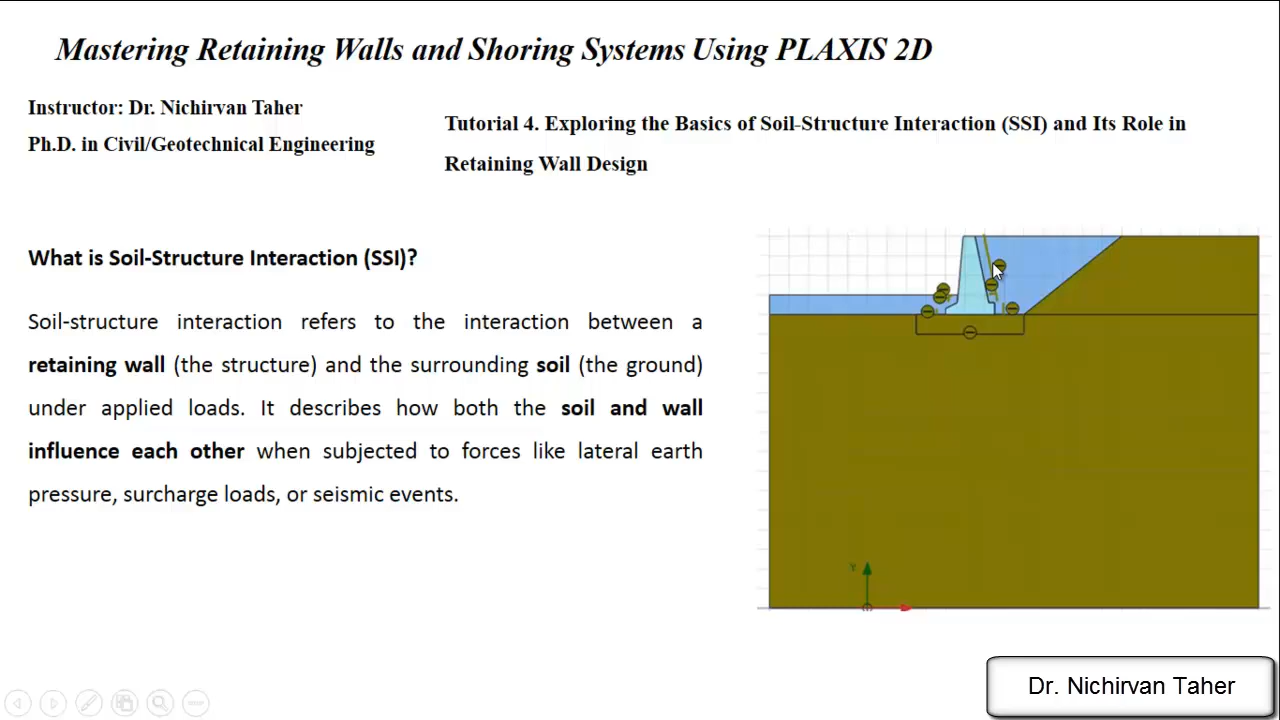 Mastering Retaining Walls and Shoring Systems Using PLAXIS 2D
Instructor: Dr. Nichirvan Taher
Ph.D. in Civil/Geotechnical Engineering
Tutorial 4. Exploring the Basics of Soil-Structure Interaction (SSI) and Its Role in
Retaining Wall Design
What is Soil-Structure Interaction (SSI)?
Soil-structure interaction refers to the interaction between a
retaining wall (the structure) and the surrounding soil (the ground)
under applied loads. It describes how both the soil and wall
influence each other when subjected to forces like lateral earth
pressure, surcharge loads, or seismic events.
Y
Dr. Nichirvan Taher